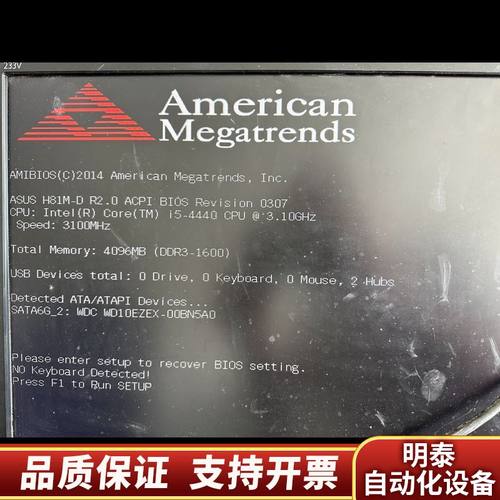 233V
American
Megatrends
AMIBIOS(C)2014 American Megatrends, Inc.
ASUS H81M-D R2.0 ACPI BIOS Revision 0307
CPU: Intel(R) Core(TM) i5-4440 CPU @ 3.10GHz
Speed: 3100MHz
Total Memory: 4096MB (DDR3-1600)
USB Devices total: 0 Drive, 0 Keyboard, 0 Mouse, 2 Hubs
Detected ATA/ATAPI Devices...
SATA6G_2: WDC WD10EZEX-00BN5A0
Please enter setup to recover BIOS setting.
NO Keyboard Detected!
Press F1 to Run SETUP
品质保证 支持开票
明泰
自动化设备